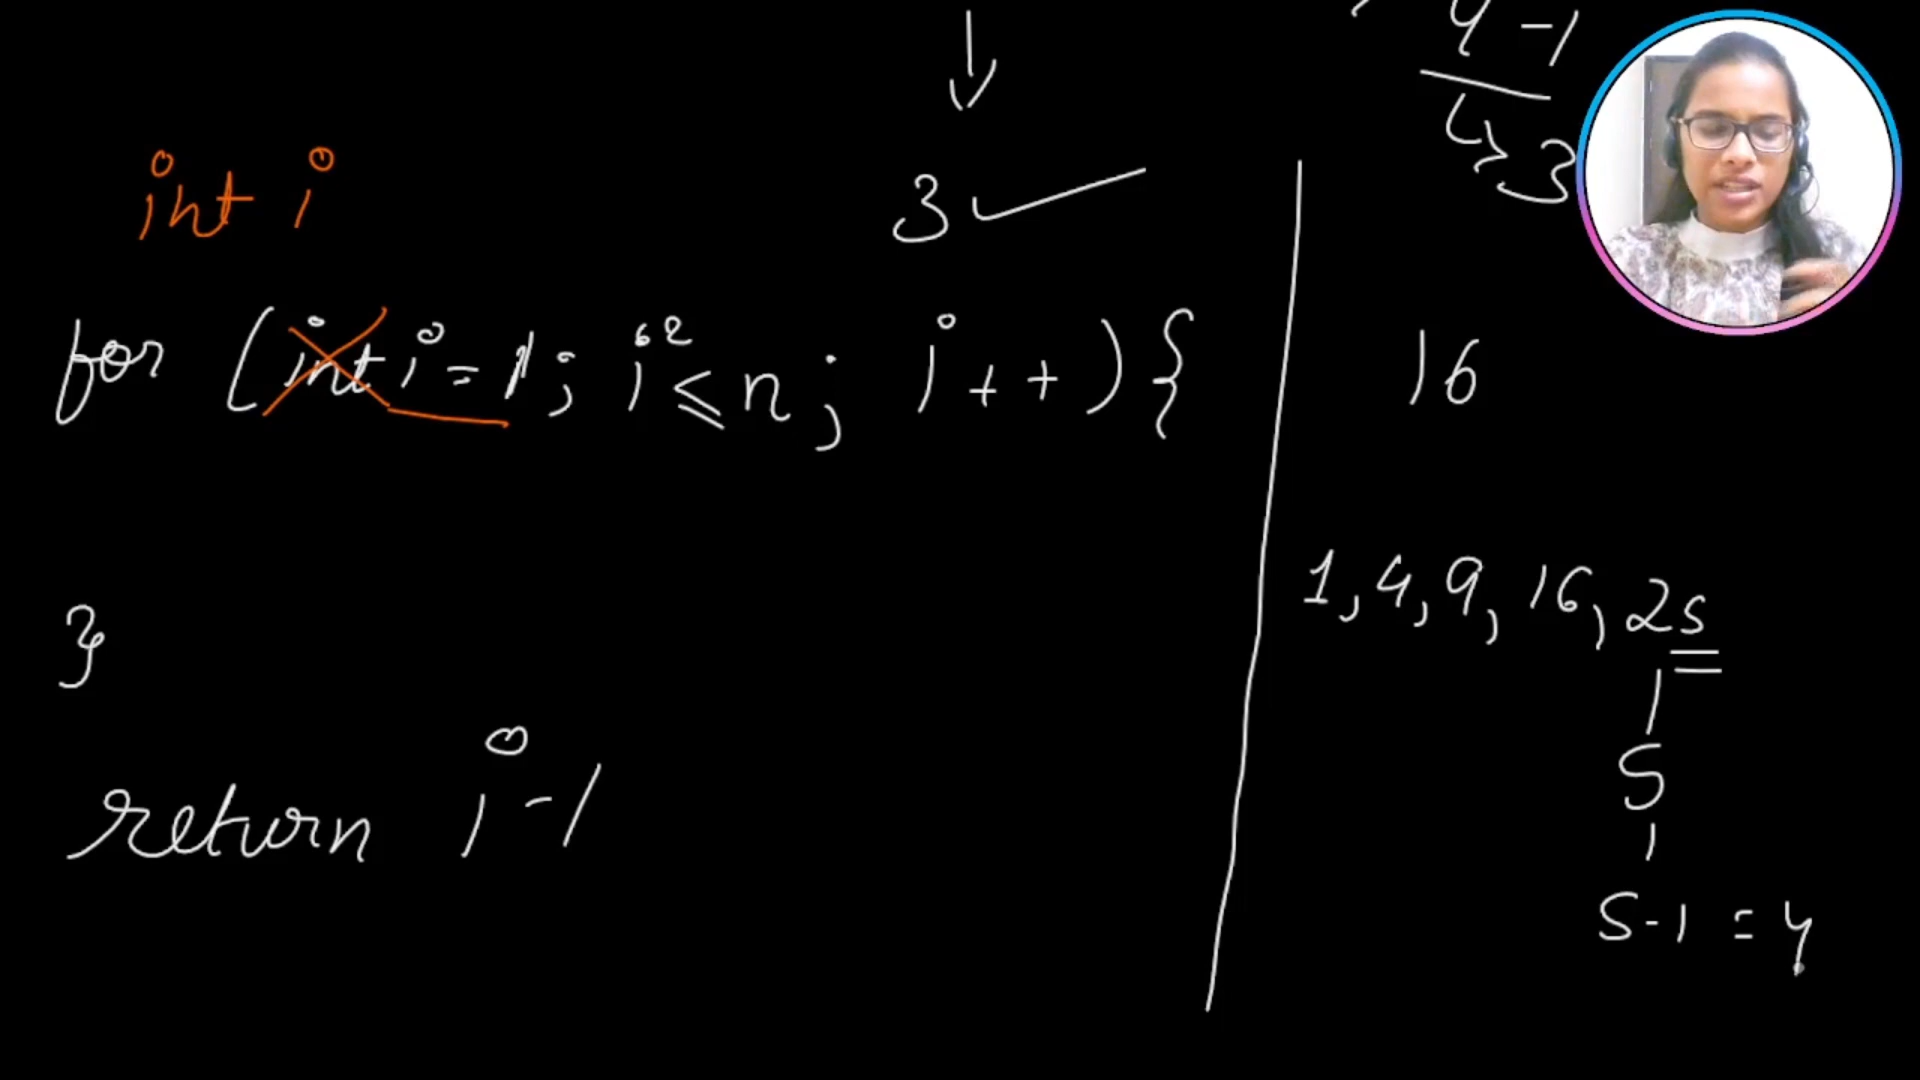 int i
3 ✓
for (int i = 1; i² ≤ n; i++) {
}
return i - 1
4 - 1
↳ 3
16
1, 4, 9, 16, 25
5
5 - 1 = 4